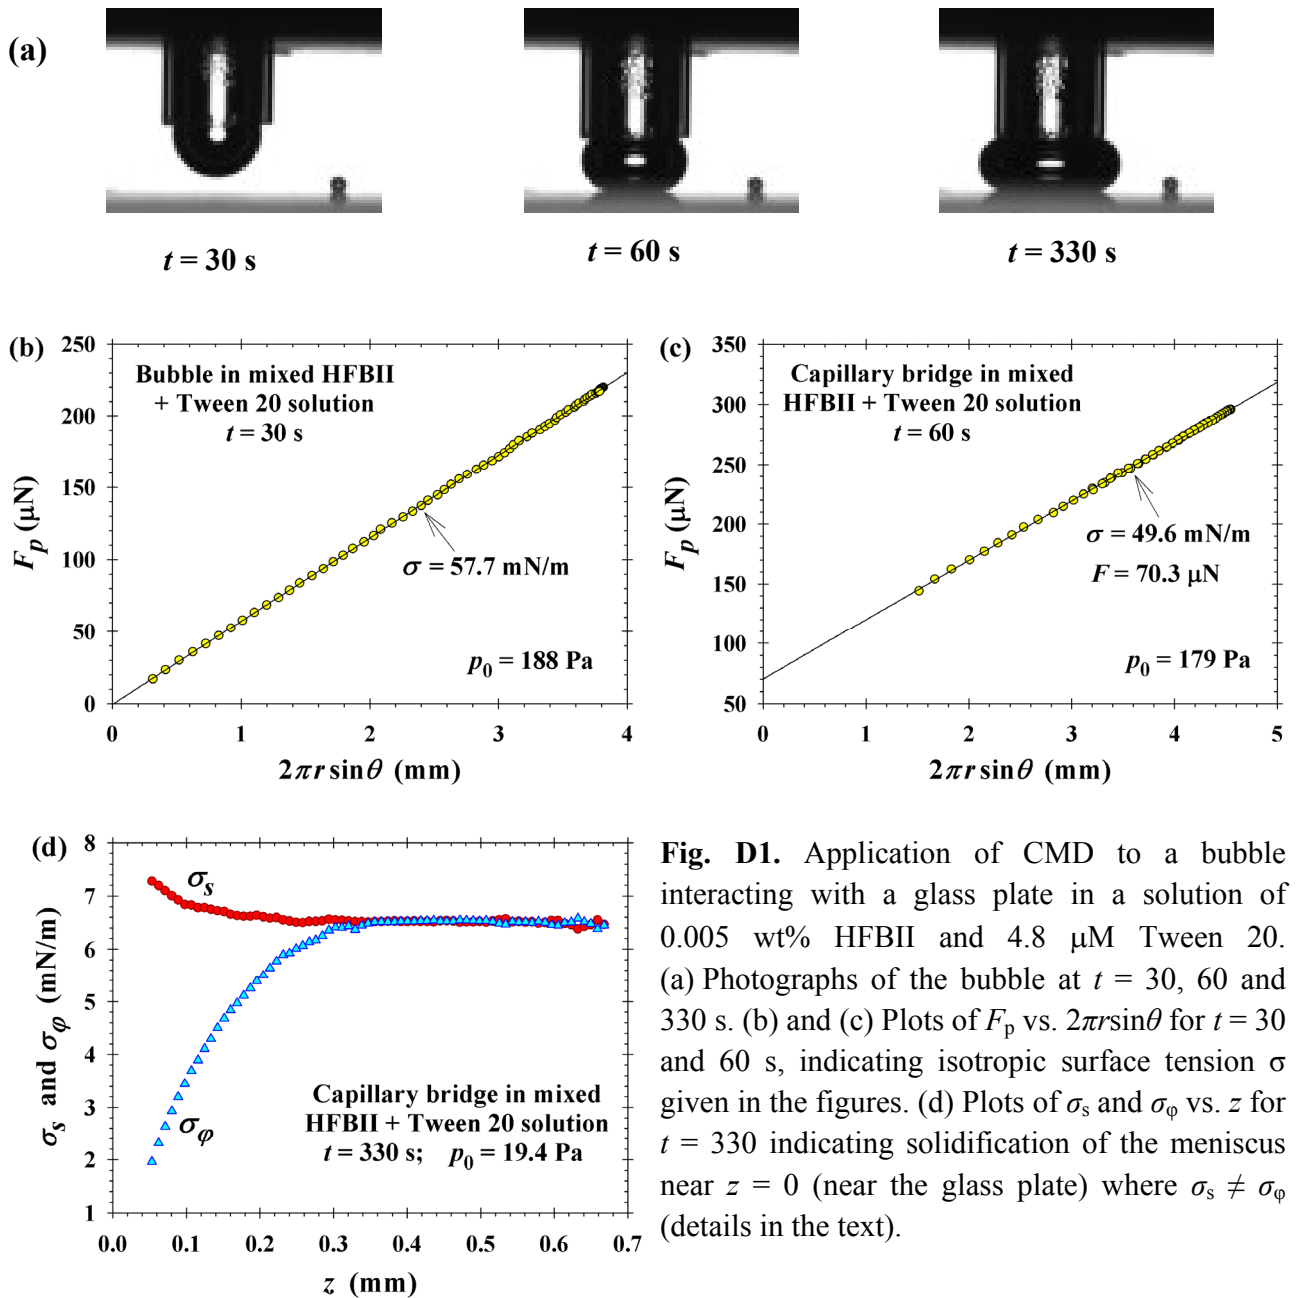 (a)
t = 30 s
t = 60 s
t = 330 s
(b)
250
200
150
100
50
0
F_p (μN)
Bubble in mixed HFBII
+ Tween 20 solution
t = 30 s
σ = 57.7 mN/m
p₀ = 188 Pa
0 1 2 3 4
2πr sinθ (mm)
(c)
350
300
250
200
150
100
50
F_p (μN)
Capillary bridge in mixed
HFBII + Tween 20 solution
t = 60 s
σ = 49.6 mN/m
F = 70.3 μN
p₀ = 179 Pa
0 1 2 3 4 5
2πr sinθ (mm)
(d)
8
7
6
5
4
3
2
1
σ_s and σ_φ (mN/m)
σ_s
σ_φ
Capillary bridge in mixed
HFBII + Tween 20 solution
t = 330 s; p₀ = 19.4 Pa
0.0 0.1 0.2 0.3 0.4 0.5 0.6 0.7
z (mm)
Fig. D1. Application of CMD to a bubble
interacting with a glass plate in a solution of
0.005 wt% HFBII and 4.8 μM Tween 20.
(a) Photographs of the bubble at t = 30, 60 and
330 s. (b) and (c) Plots of F_p vs. 2πrsinθ for t = 30
and 60 s, indicating isotropic surface tension σ
given in the figures. (d) Plots of σ_s and σ_φ vs. z for
t = 330 indicating solidification of the meniscus
near z = 0 (near the glass plate) where σ_s ≠ σ_φ
(details in the text).